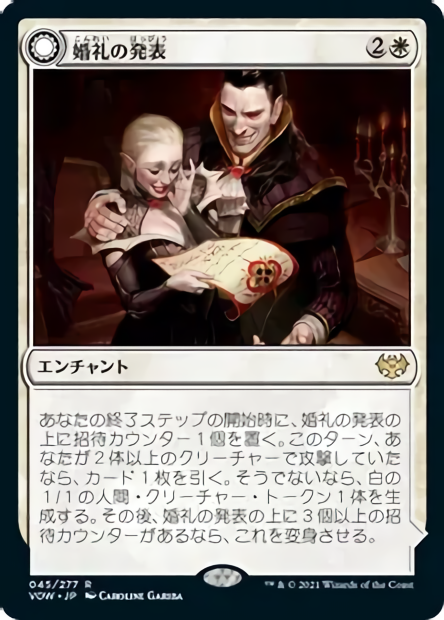 こんれい はっぴょう
婚礼の発表 2
エンチャント
あなたの終了ステップの開始時に、婚礼の発表の
上に招待カウンター１個を置く。このターン、あ
なたが２体以上のクリーチャーで攻撃していた
なら、カード１枚を引く。そうでないなら、白の
１/１の人間・クリーチャー・トークン１体を生
成する。その後、婚礼の発表の上に３個以上の招
待カウンターがあるなら、これを変身させる。
045/277 R
VOW • JP CAROLINE GARIBA
™ & © 2021 Wizards of the Coast